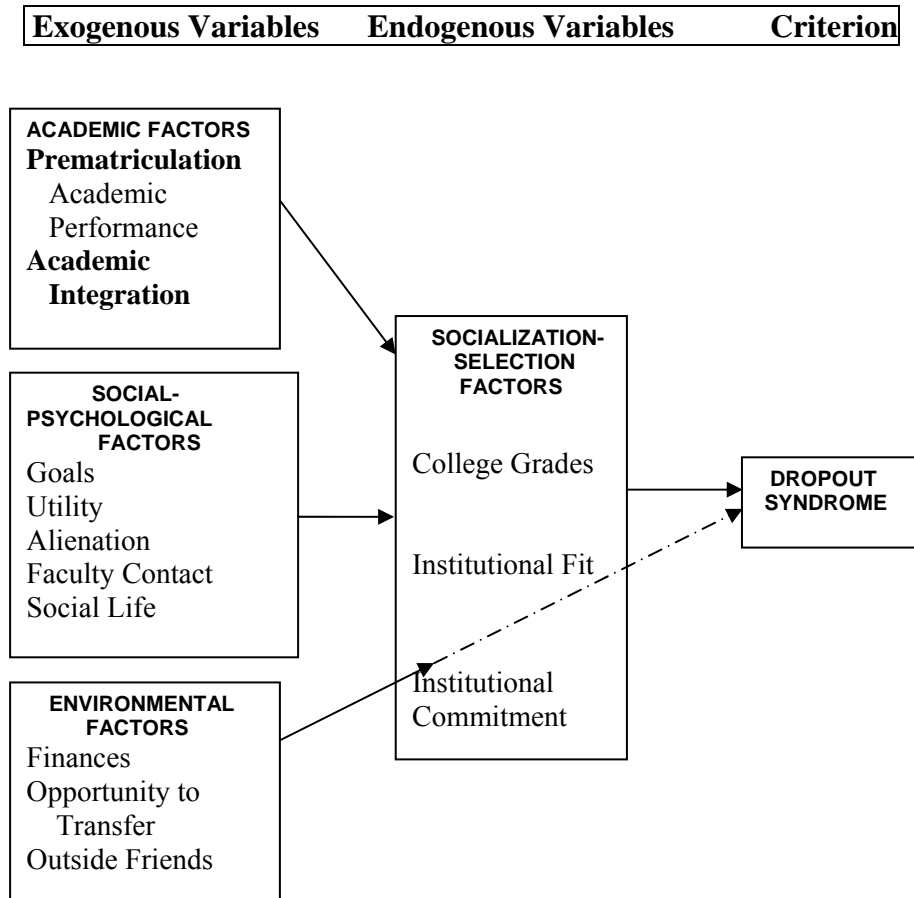 Exogenous Variables Endogenous Variables Criterion
ACADEMIC FACTORS
Prematriculation
Academic
Performance
Academic
Integration
SOCIAL-
PSYCHOLOGICAL
FACTORS
Goals
Utility
Alienation
Faculty Contact
Social Life
ENVIRONMENTAL
FACTORS
Finances
Opportunity to
Transfer
Outside Friends
SOCIALIZATION-
SELECTION
FACTORS
College Grades
Institutional Fit
Institutional
Commitment
DROPOUT
SYNDROME